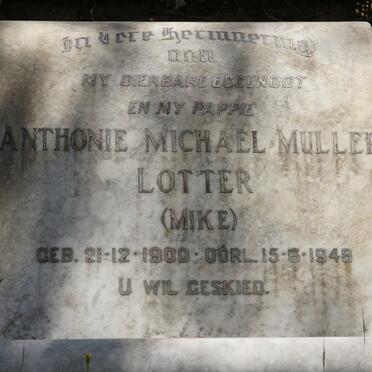 In Lere Herinnering
aan
MY DIERBARE EGGENOOT
EN MY PAPPIE
ANTHONIE MICHAEL MULLER
LOTTER
(MIKE)
GEB. 21-12-1900 - OORL. 15-6-1948
U WIL GESKIED.